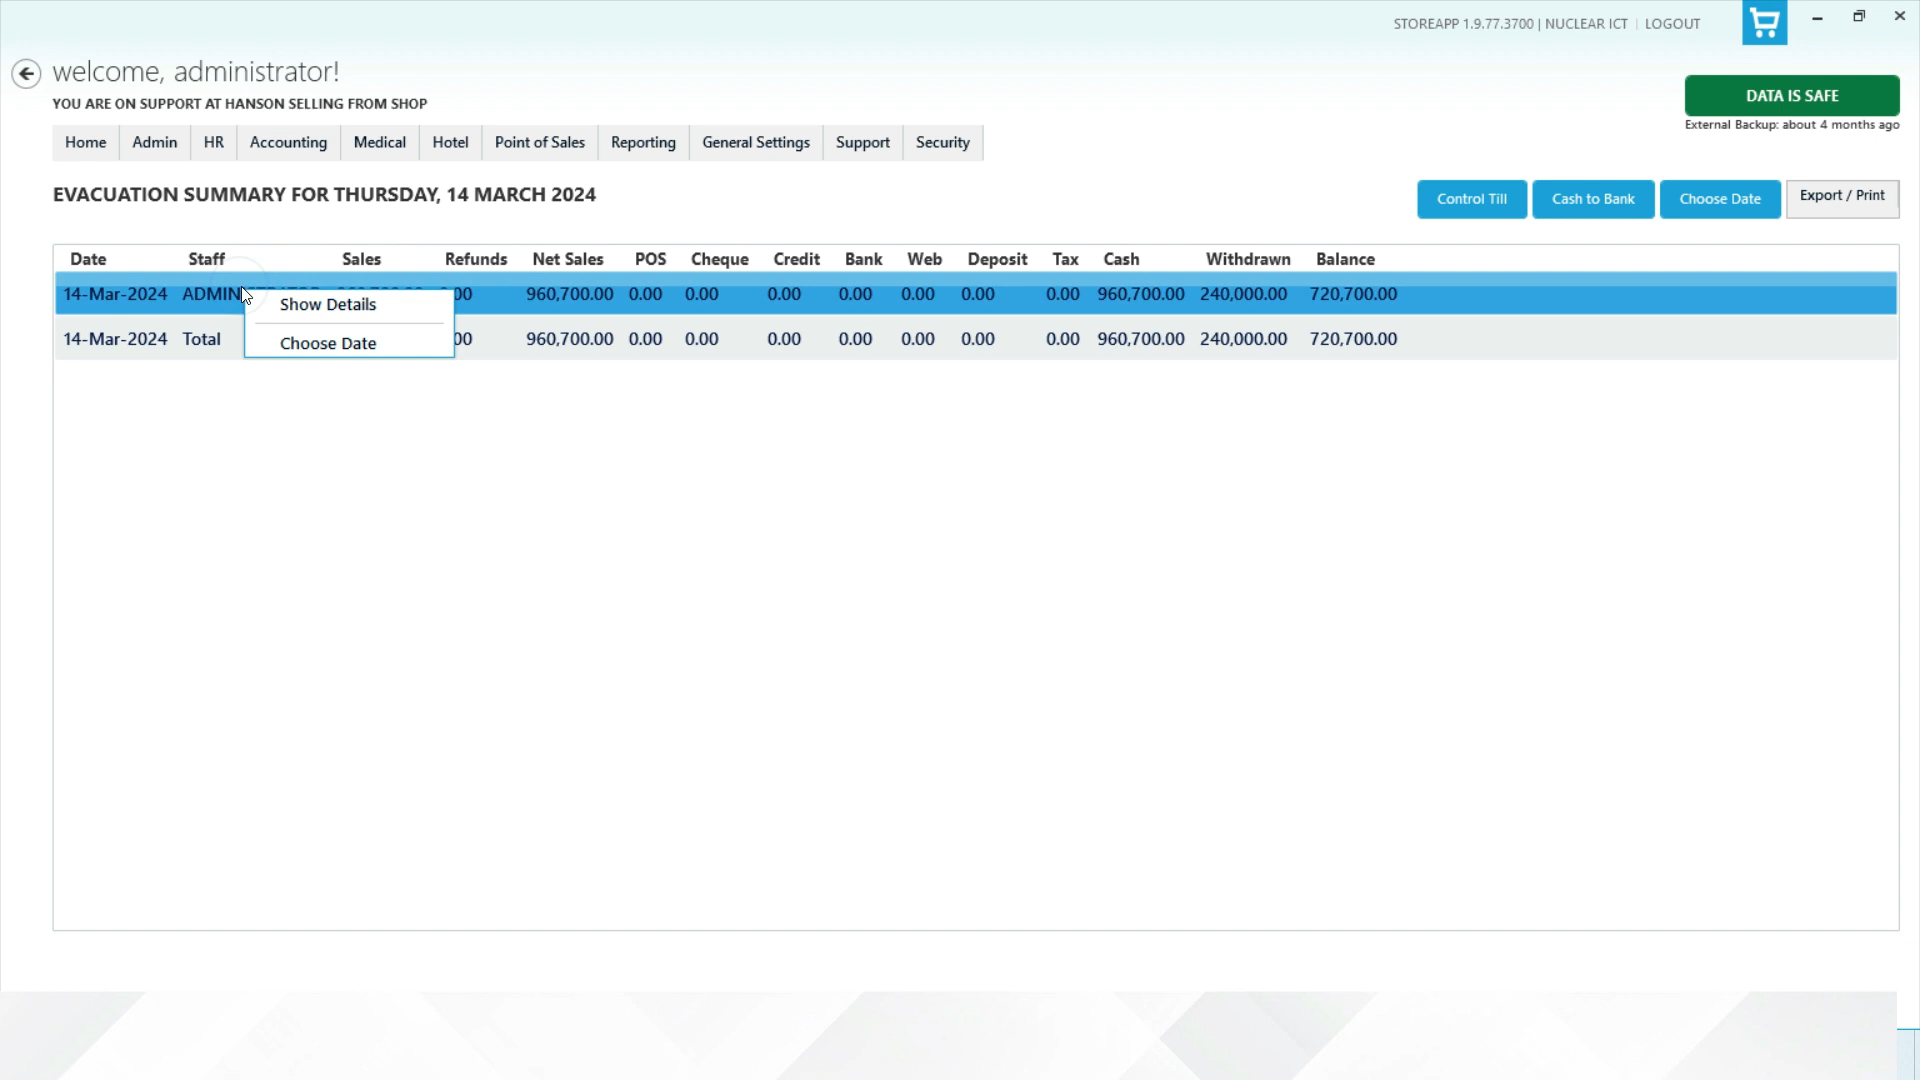 STOREAPP 1.9.77.3700 | NUCLEAR ICT | LOGOUT
welcome, administrator!
YOU ARE ON SUPPORT AT HANSON SELLING FROM SHOP
DATA IS SAFE
External Backup: about 4 months ago
Home Admin HR Accounting Medical Hotel Point of Sales Reporting General Settings Support Security
EVACUATION SUMMARY FOR THURSDAY, 14 MARCH 2024
Control Till Cash to Bank Choose Date Export / Print
Date Staff Sales Refunds Net Sales POS Cheque Credit Bank Web Deposit Tax Cash Withdrawn Balance
14-Mar-2024 00 960,700.00 0.00 0.00 0.00 0.00 0.00 0.00 0.00 960,700.00 240,000.00 720,700.00
Show Details
14-Mar-2024 Total 00 960,700.00 0.00 0.00 0.00 0.00 0.00 0.00 0.00 960,700.00 240,000.00 720,700.00
Choose Date